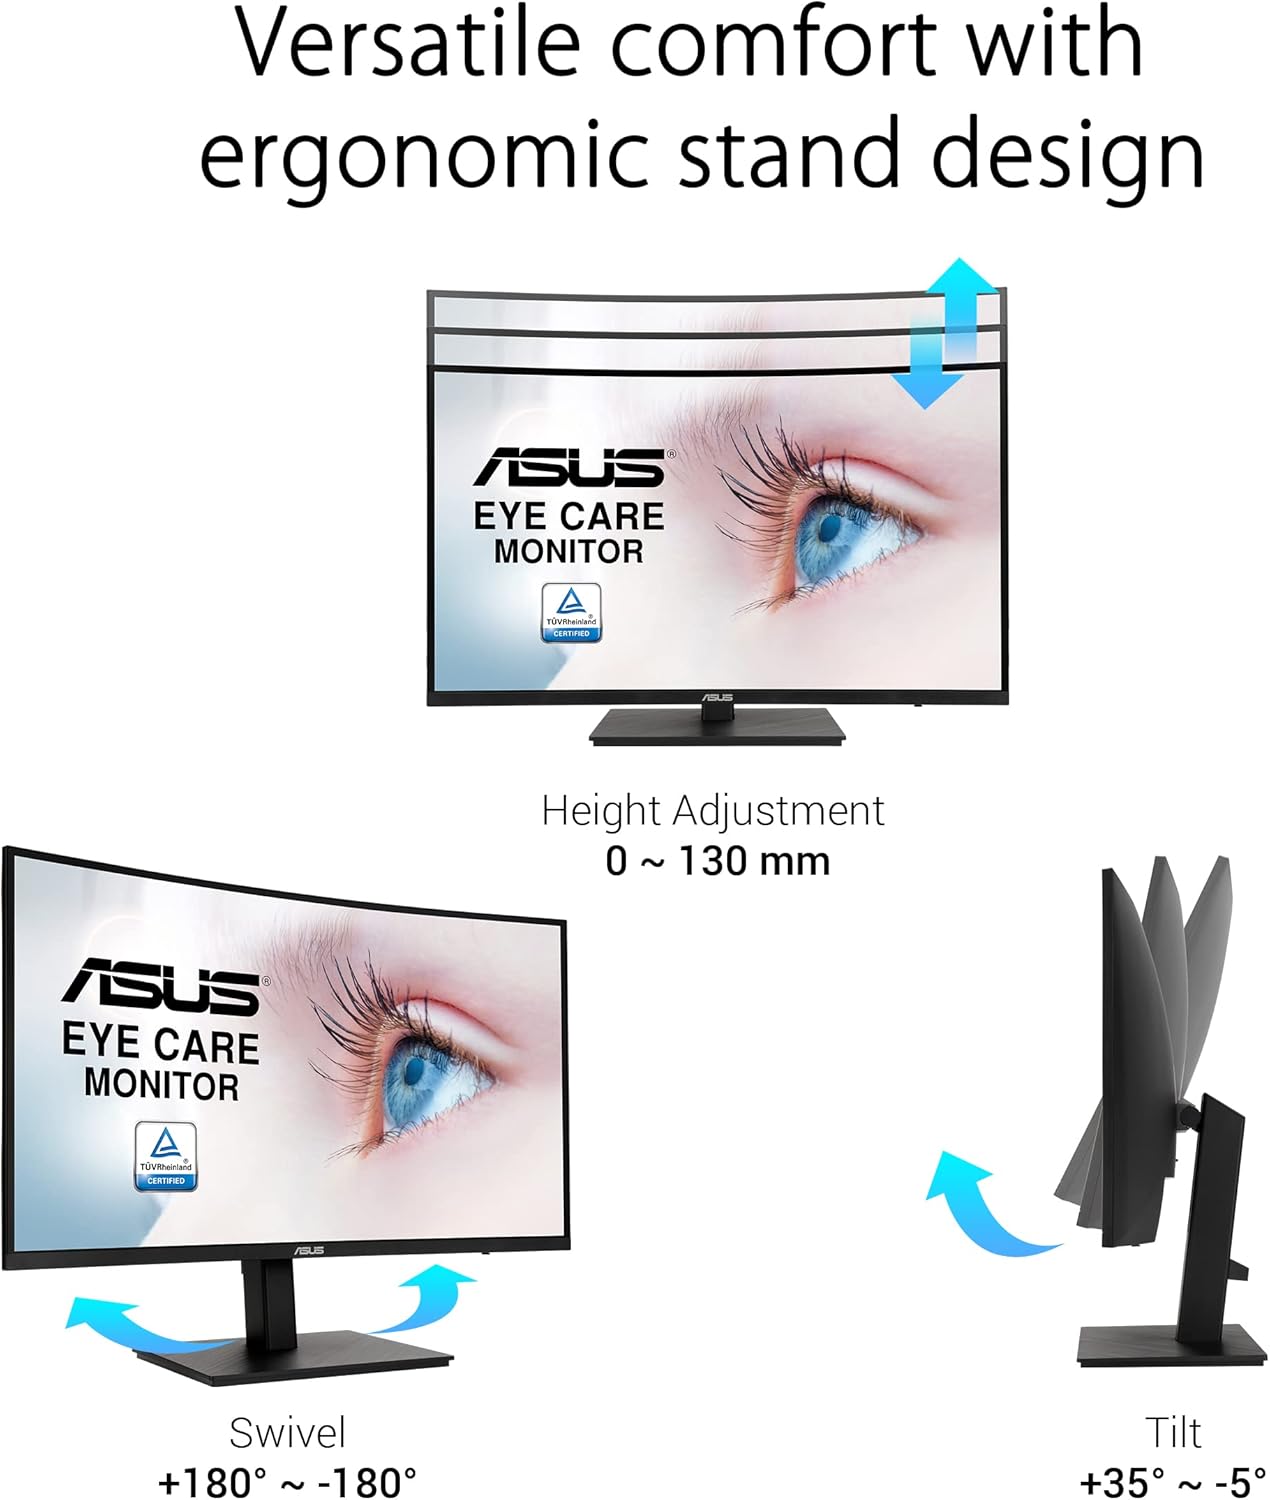 Versatile comfort with
ergonomic stand design
ASUS®
EYE CARE
MONITOR
TÜVRheinland®
CERTIFIED
ASUS
Height Adjustment
0 ~ 130 mm
ASUS®
EYE CARE
MONITOR
TÜVRheinland®
CERTIFIED
ASUS
Swivel
+180° ~ -180°
Tilt
+35° ~ -5°